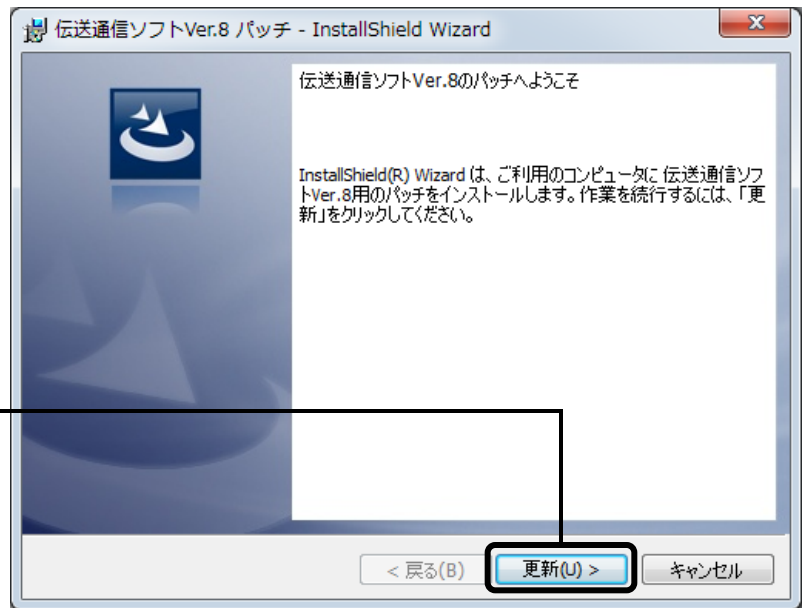 伝送通信ソフトVer.8 パッチ - InstallShield Wizard
伝送通信ソフトVer.8のパッチへようこそ
InstallShield(R) Wizard は、ご利用のコンピュータに 伝送通信ソフ
トVer.8用のパッチをインストールします。作業を続行するには、「更
新」をクリックしてください。
< 戻る(B)
更新(U) >
キャンセル